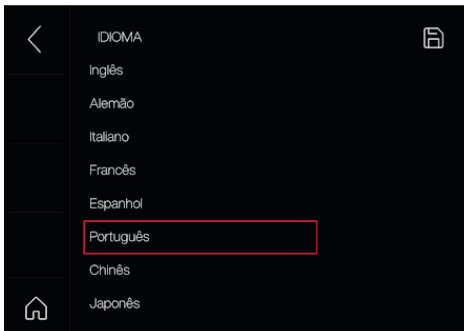 IDIOMA
Inglês
Alemão
Italiano
Francês
Espanhol
Português
Chinês
Japonês